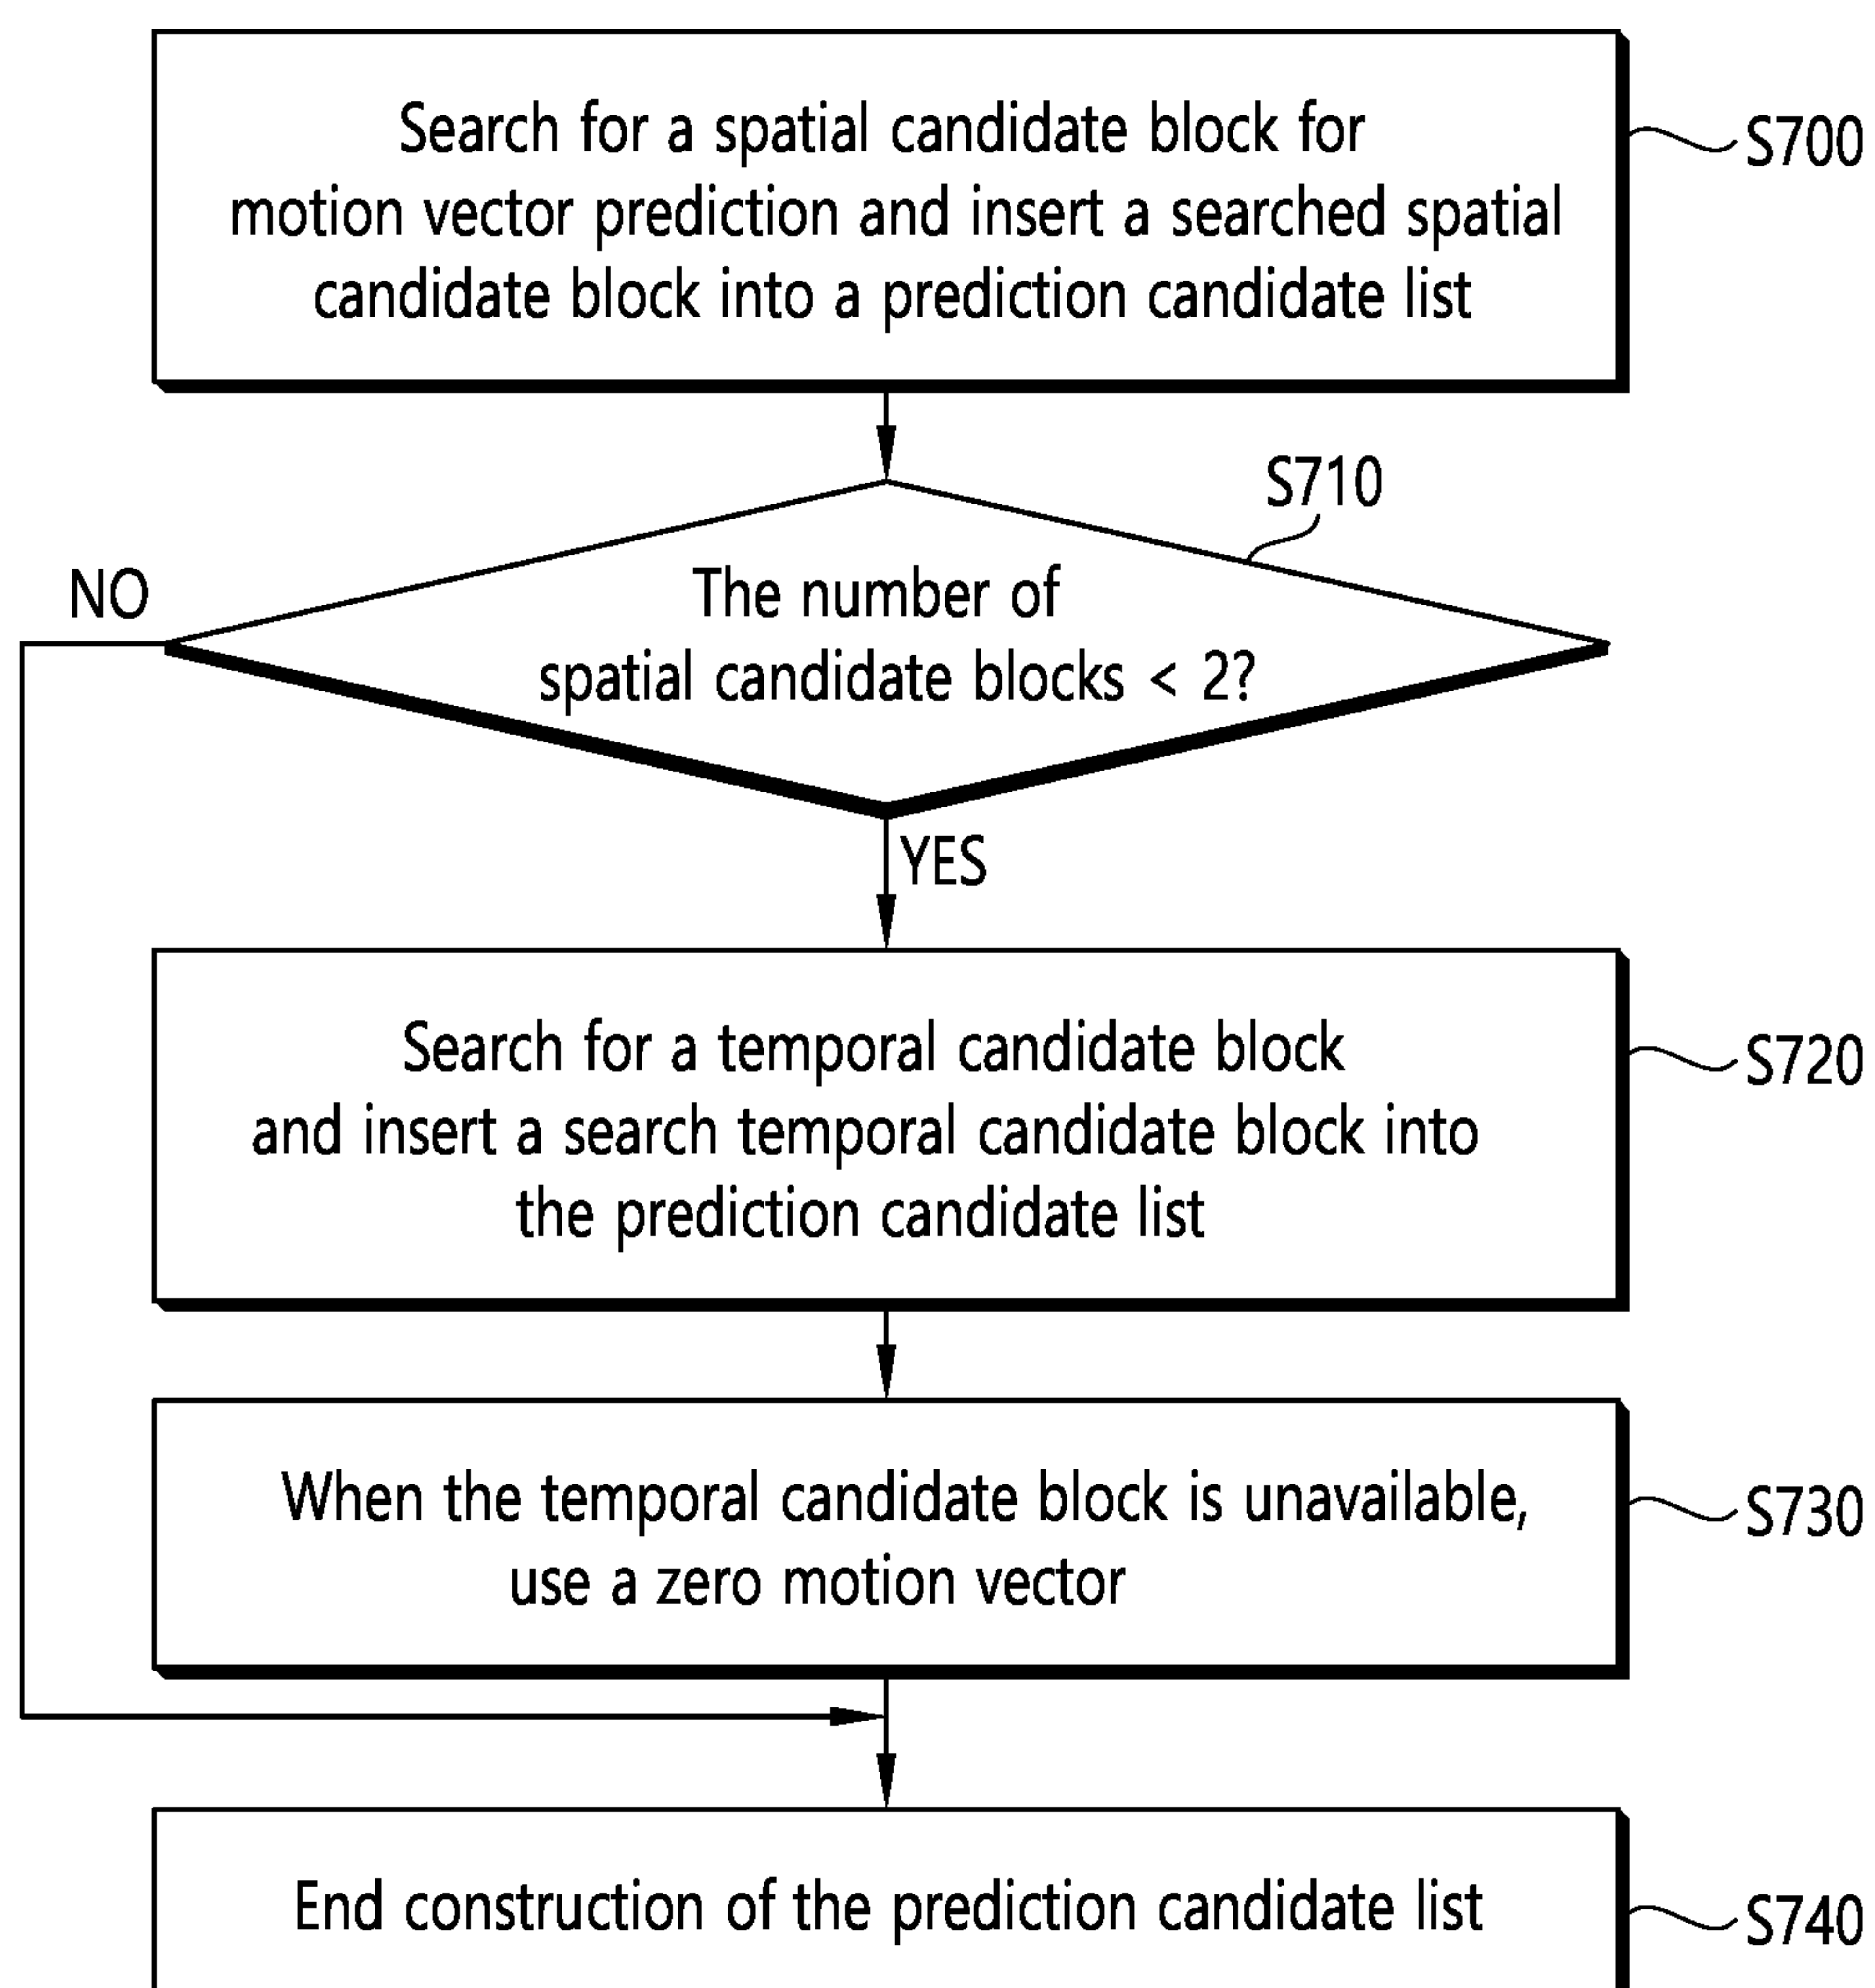 Search for a spatial candidate block for
motion vector prediction and insert a searched spatial
candidate block into a prediction candidate list
S700
S710
The number of
spatial candidate blocks < 2?
NO
YES
Search for a temporal candidate block
and insert a search temporal candidate block into
the prediction candidate list
S720
When the temporal candidate block is unavailable,
use a zero motion vector
S730
End construction of the prediction candidate list
S740